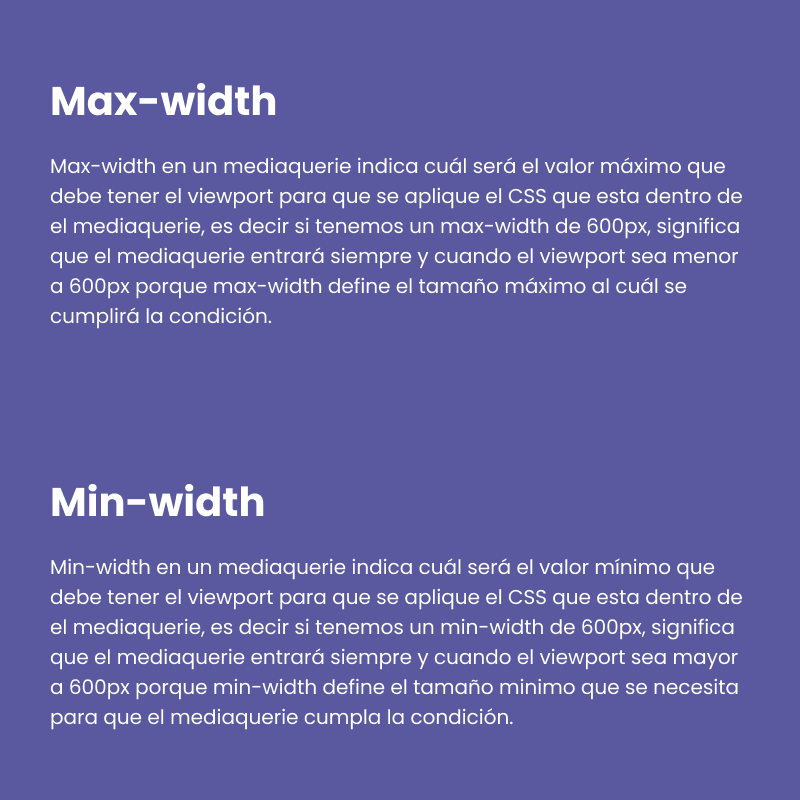 Max-width
Max-width en un mediaquerie indica cuál será el valor máximo que
debe tener el viewport para que se aplique el CSS que esta dentro de
el mediaquerie, es decir si tenemos un max-width de 600px, significa
que el mediaquerie entrará siempre y cuando el viewport sea menor
a 600px porque max-width define el tamaño máximo al cuál se
cumplirá la condición.
Min-width
Min-width en un mediaquerie indica cuál será el valor mínimo que
debe tener el viewport para que se aplique el CSS que esta dentro de
el mediaquerie, es decir si tenemos un min-width de 600px, significa
que el mediaquerie entrará siempre y cuando el viewport sea mayor
a 600px porque min-width define el tamaño minimo que se necesita
para que el mediaquerie cumpla la condición.